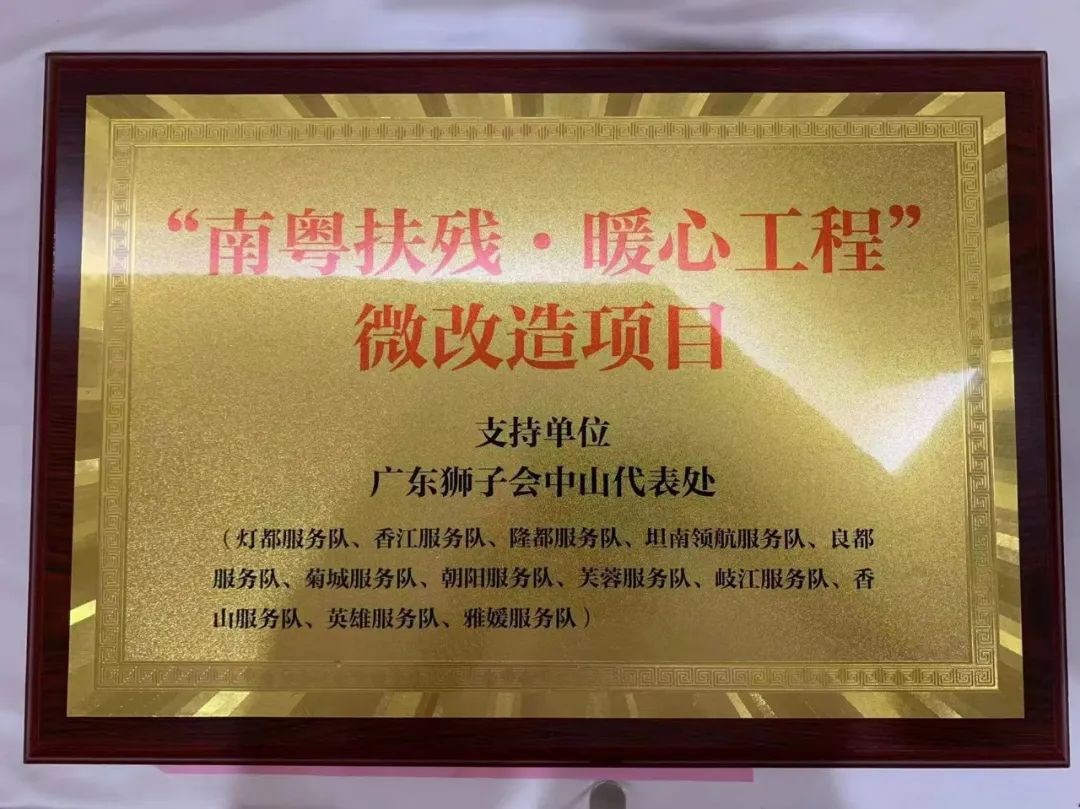 “南粤扶残·暖心工程”
微改造项目
支持单位
广东狮子会中山代表处
（灯都服务队、香江服务队、隆都服务队、坦南领航服务队、良都
服务队、菊城服务队、朝阳服务队、芙蓉服务队、岐江服务队、香
山服务队、英雄服务队、雅媛服务队）